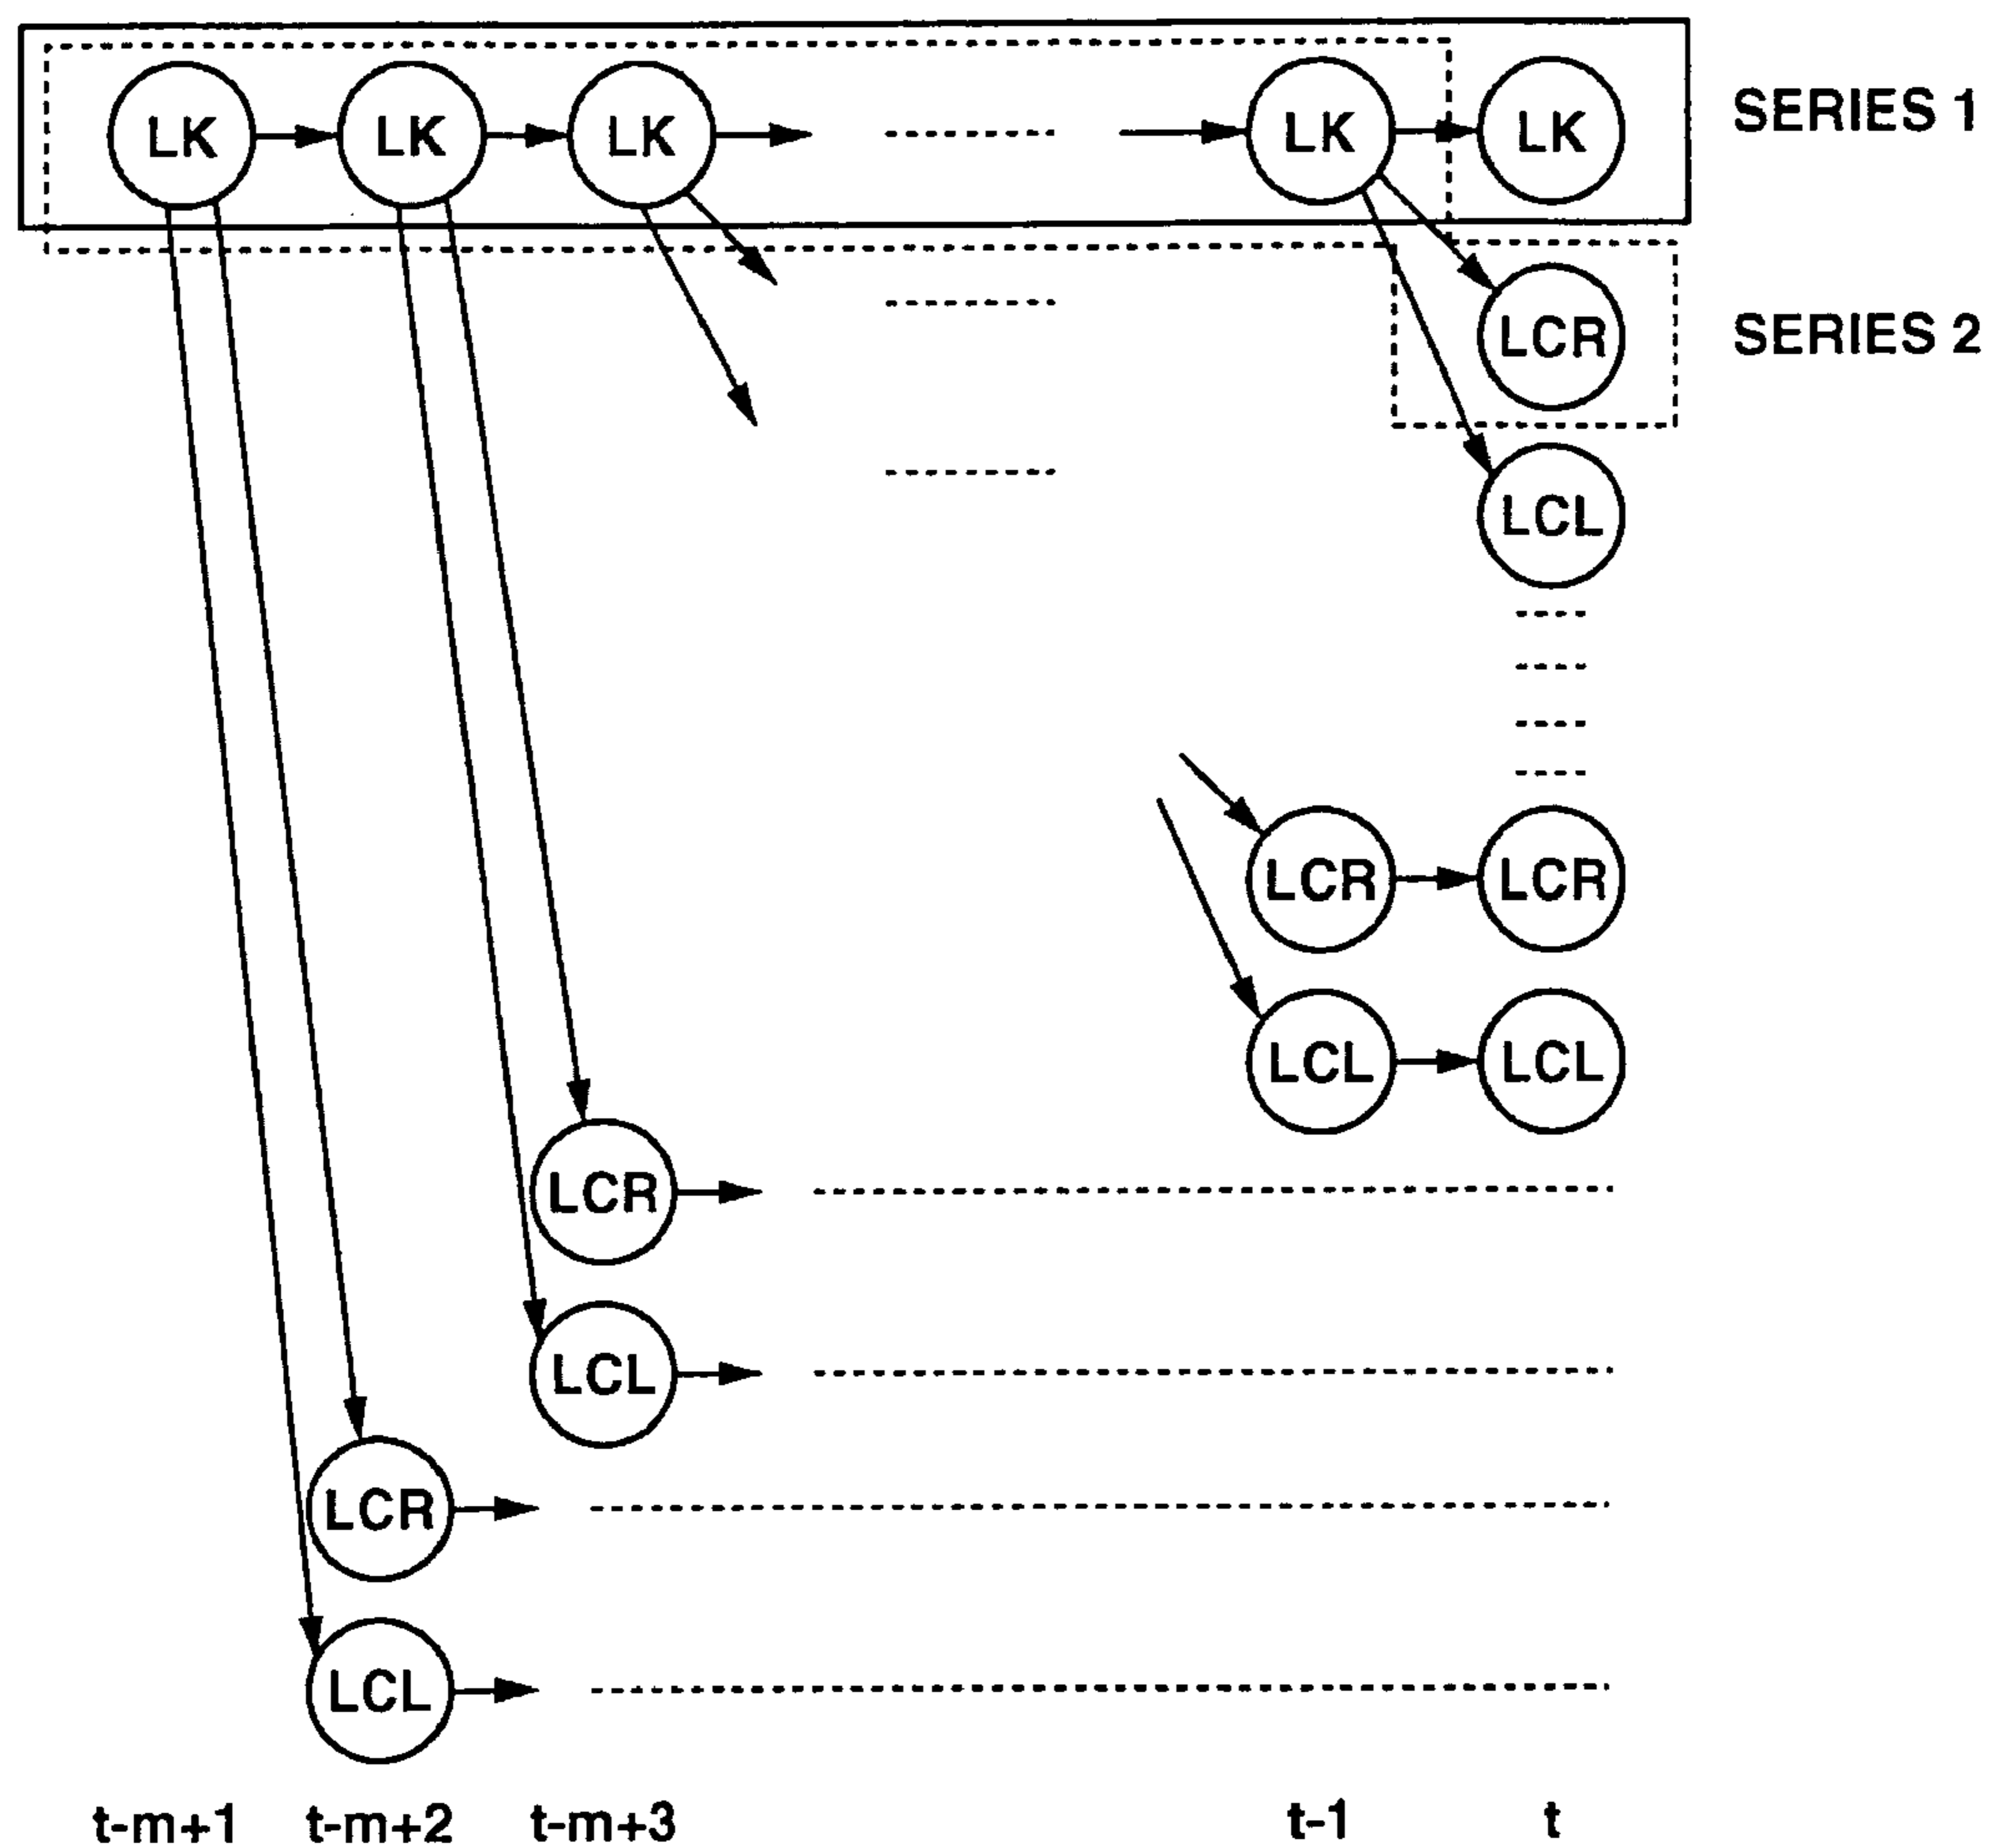 LK LK LK LK LK SERIES 1
LCR SERIES 2
LCL
LCR LCR
LCL LCL
LCR
LCL
LCR
LCL
t-m+1 t-m+2 t-m+3 t-1 t